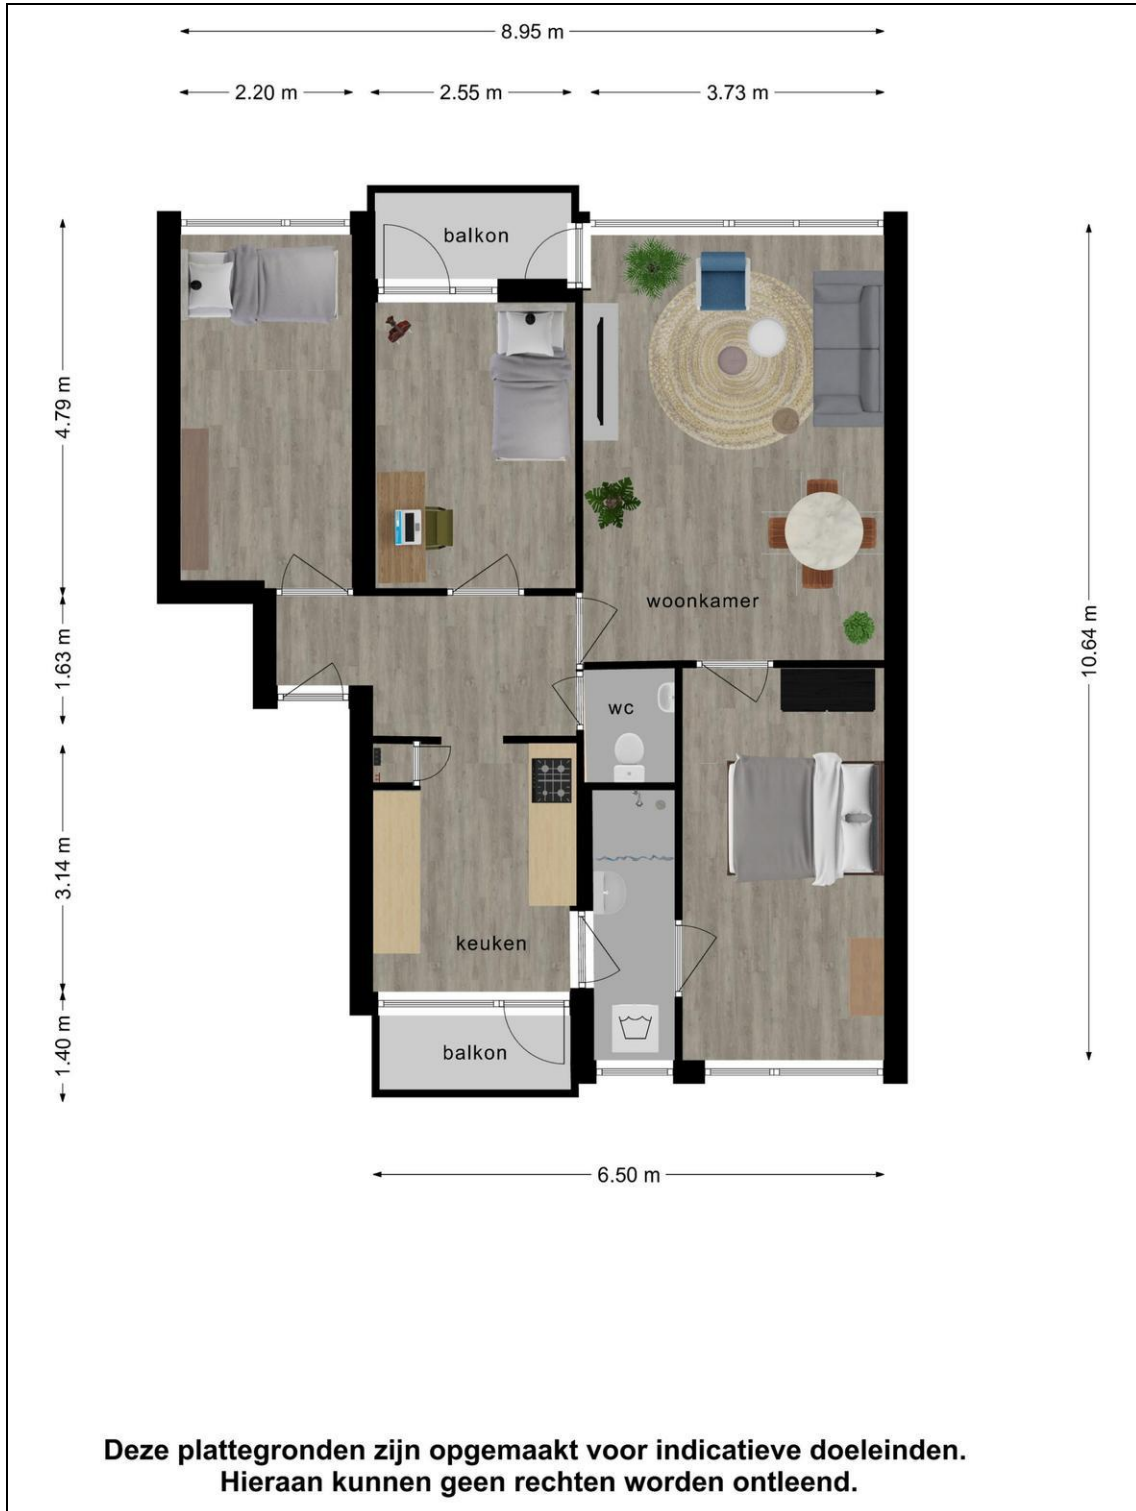 8.95 m
2.20 m
2.55 m
3.73 m
balkon
4.79 m
woonkamer
10.64 m
1.63 m
wc
3.14 m
keuken
1.40 m
balkon
6.50 m
Deze plattegronden zijn opgemaakt voor indicatieve doeleinden.
Hieraan kunnen geen rechten worden ontleend.